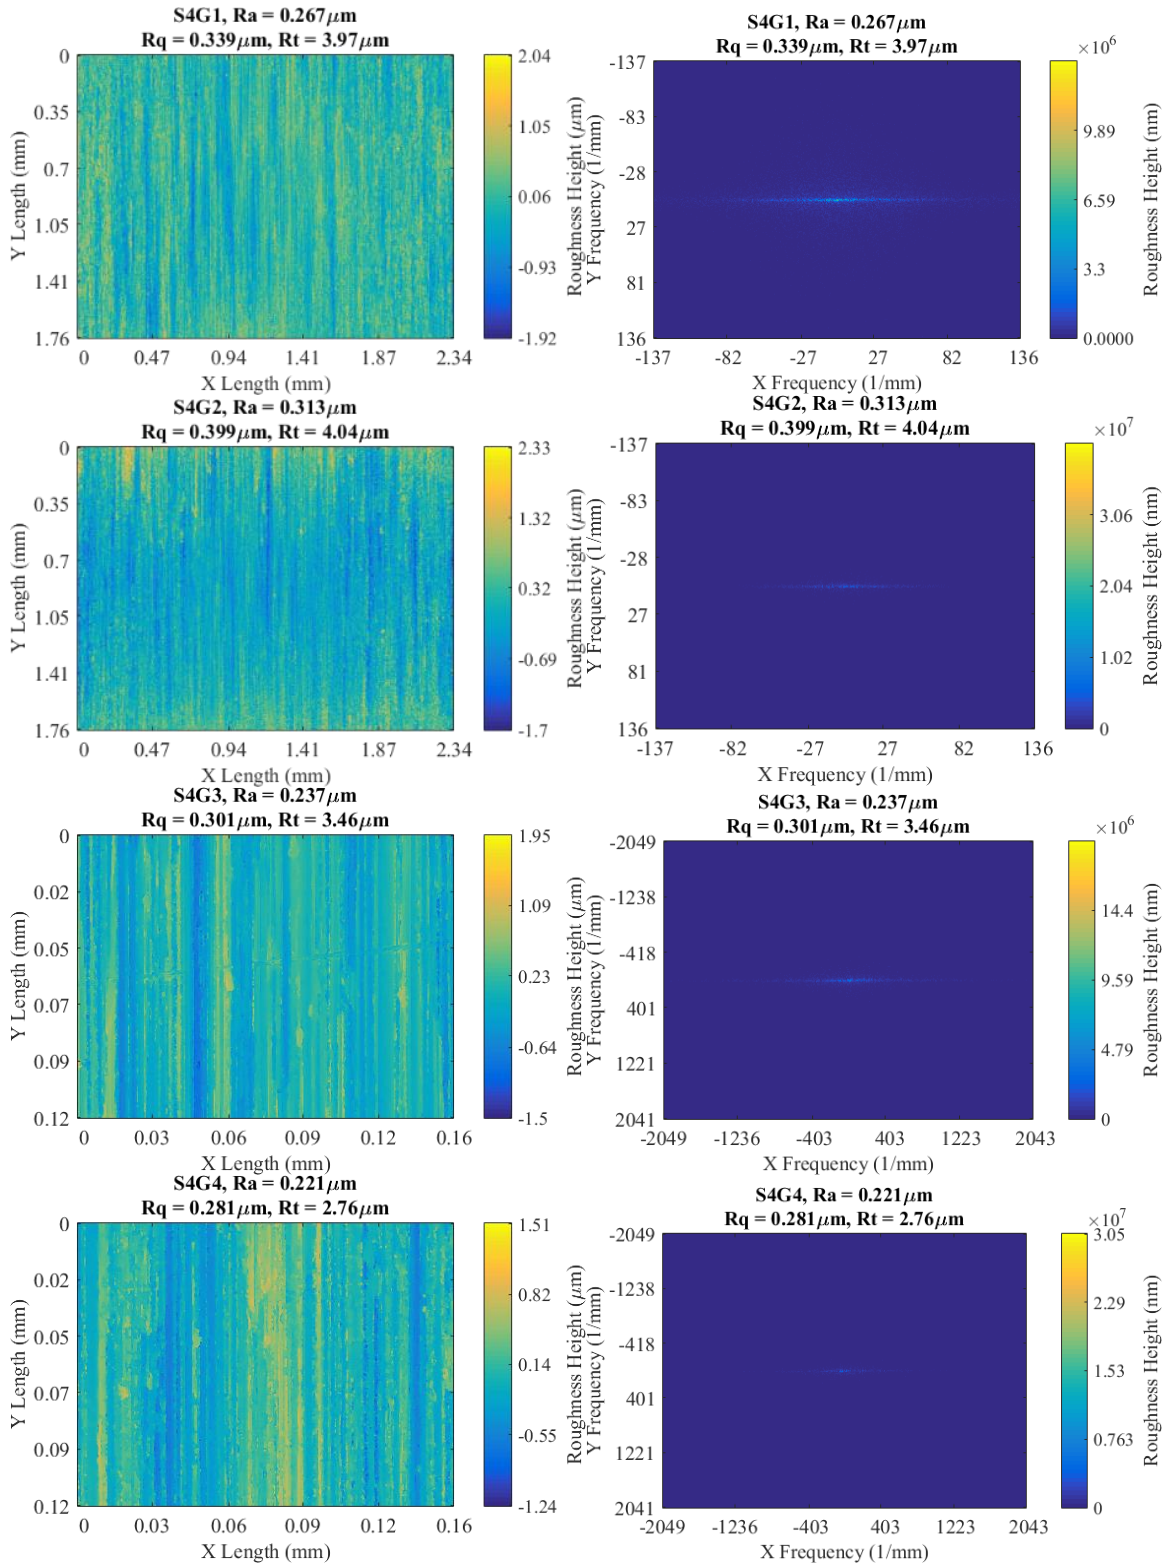 S4G1, Ra = 0.267μm
Rq = 0.339μm, Rt = 3.97μm
0
0.35
0.7
1.05
1.41
1.76
Y Length (mm)
0 0.47 0.94 1.41 1.87 2.34
X Length (mm)
2.04
1.05
0.06
-0.93
-1.92
Roughness Height (μm)
S4G1, Ra = 0.267μm
Rq = 0.339μm, Rt = 3.97μm
-137
-83
-28
27
81
136
Y Frequency (1/mm)
-137 -82 -27 27 82 136
X Frequency (1/mm)
×10^6
9.89
6.59
3.3
0.0000
Roughness Height (nm)
S4G2, Ra = 0.313μm
Rq = 0.399μm, Rt = 4.04μm
0
0.35
0.7
1.05
1.41
1.76
Y Length (mm)
0 0.47 0.94 1.41 1.87 2.34
X Length (mm)
2.33
1.32
0.32
-0.69
-1.7
Roughness Height (μm)
S4G2, Ra = 0.313μm
Rq = 0.399μm, Rt = 4.04μm
-137
-83
-28
27
81
136
Y Frequency (1/mm)
-137 -82 -27 27 82 136
X Frequency (1/mm)
×10^7
3.06
2.04
1.02
0
Roughness Height (nm)
S4G3, Ra = 0.237μm
Rq = 0.301μm, Rt = 3.46μm
0
0.02
0.05
0.07
0.09
0.12
Y Length (mm)
0 0.03 0.06 0.09 0.12 0.16
X Length (mm)
1.95
1.09
0.23
-0.64
-1.5
Roughness Height (μm)
S4G3, Ra = 0.237μm
Rq = 0.301μm, Rt = 3.46μm
-2049
-1238
-418
401
1221
2041
Y Frequency (1/mm)
-2049 -1236 -403 403 1223 2043
X Frequency (1/mm)
×10^6
14.4
9.59
4.79
0
Roughness Height (nm)
S4G4, Ra = 0.221μm
Rq = 0.281μm, Rt = 2.76μm
0
0.02
0.05
0.07
0.09
0.12
Y Length (mm)
0 0.03 0.06 0.09 0.12 0.16
X Length (mm)
1.51
0.82
0.14
-0.55
-1.24
Roughness Height (μm)
S4G4, Ra = 0.221μm
Rq = 0.281μm, Rt = 2.76μm
-2049
-1238
-418
401
1221
2041
Y Frequency (1/mm)
-2049 -1236 -403 403 1223 2043
X Frequency (1/mm)
×10^7
3.05
2.29
1.53
0.763
0
Roughness Height (nm)